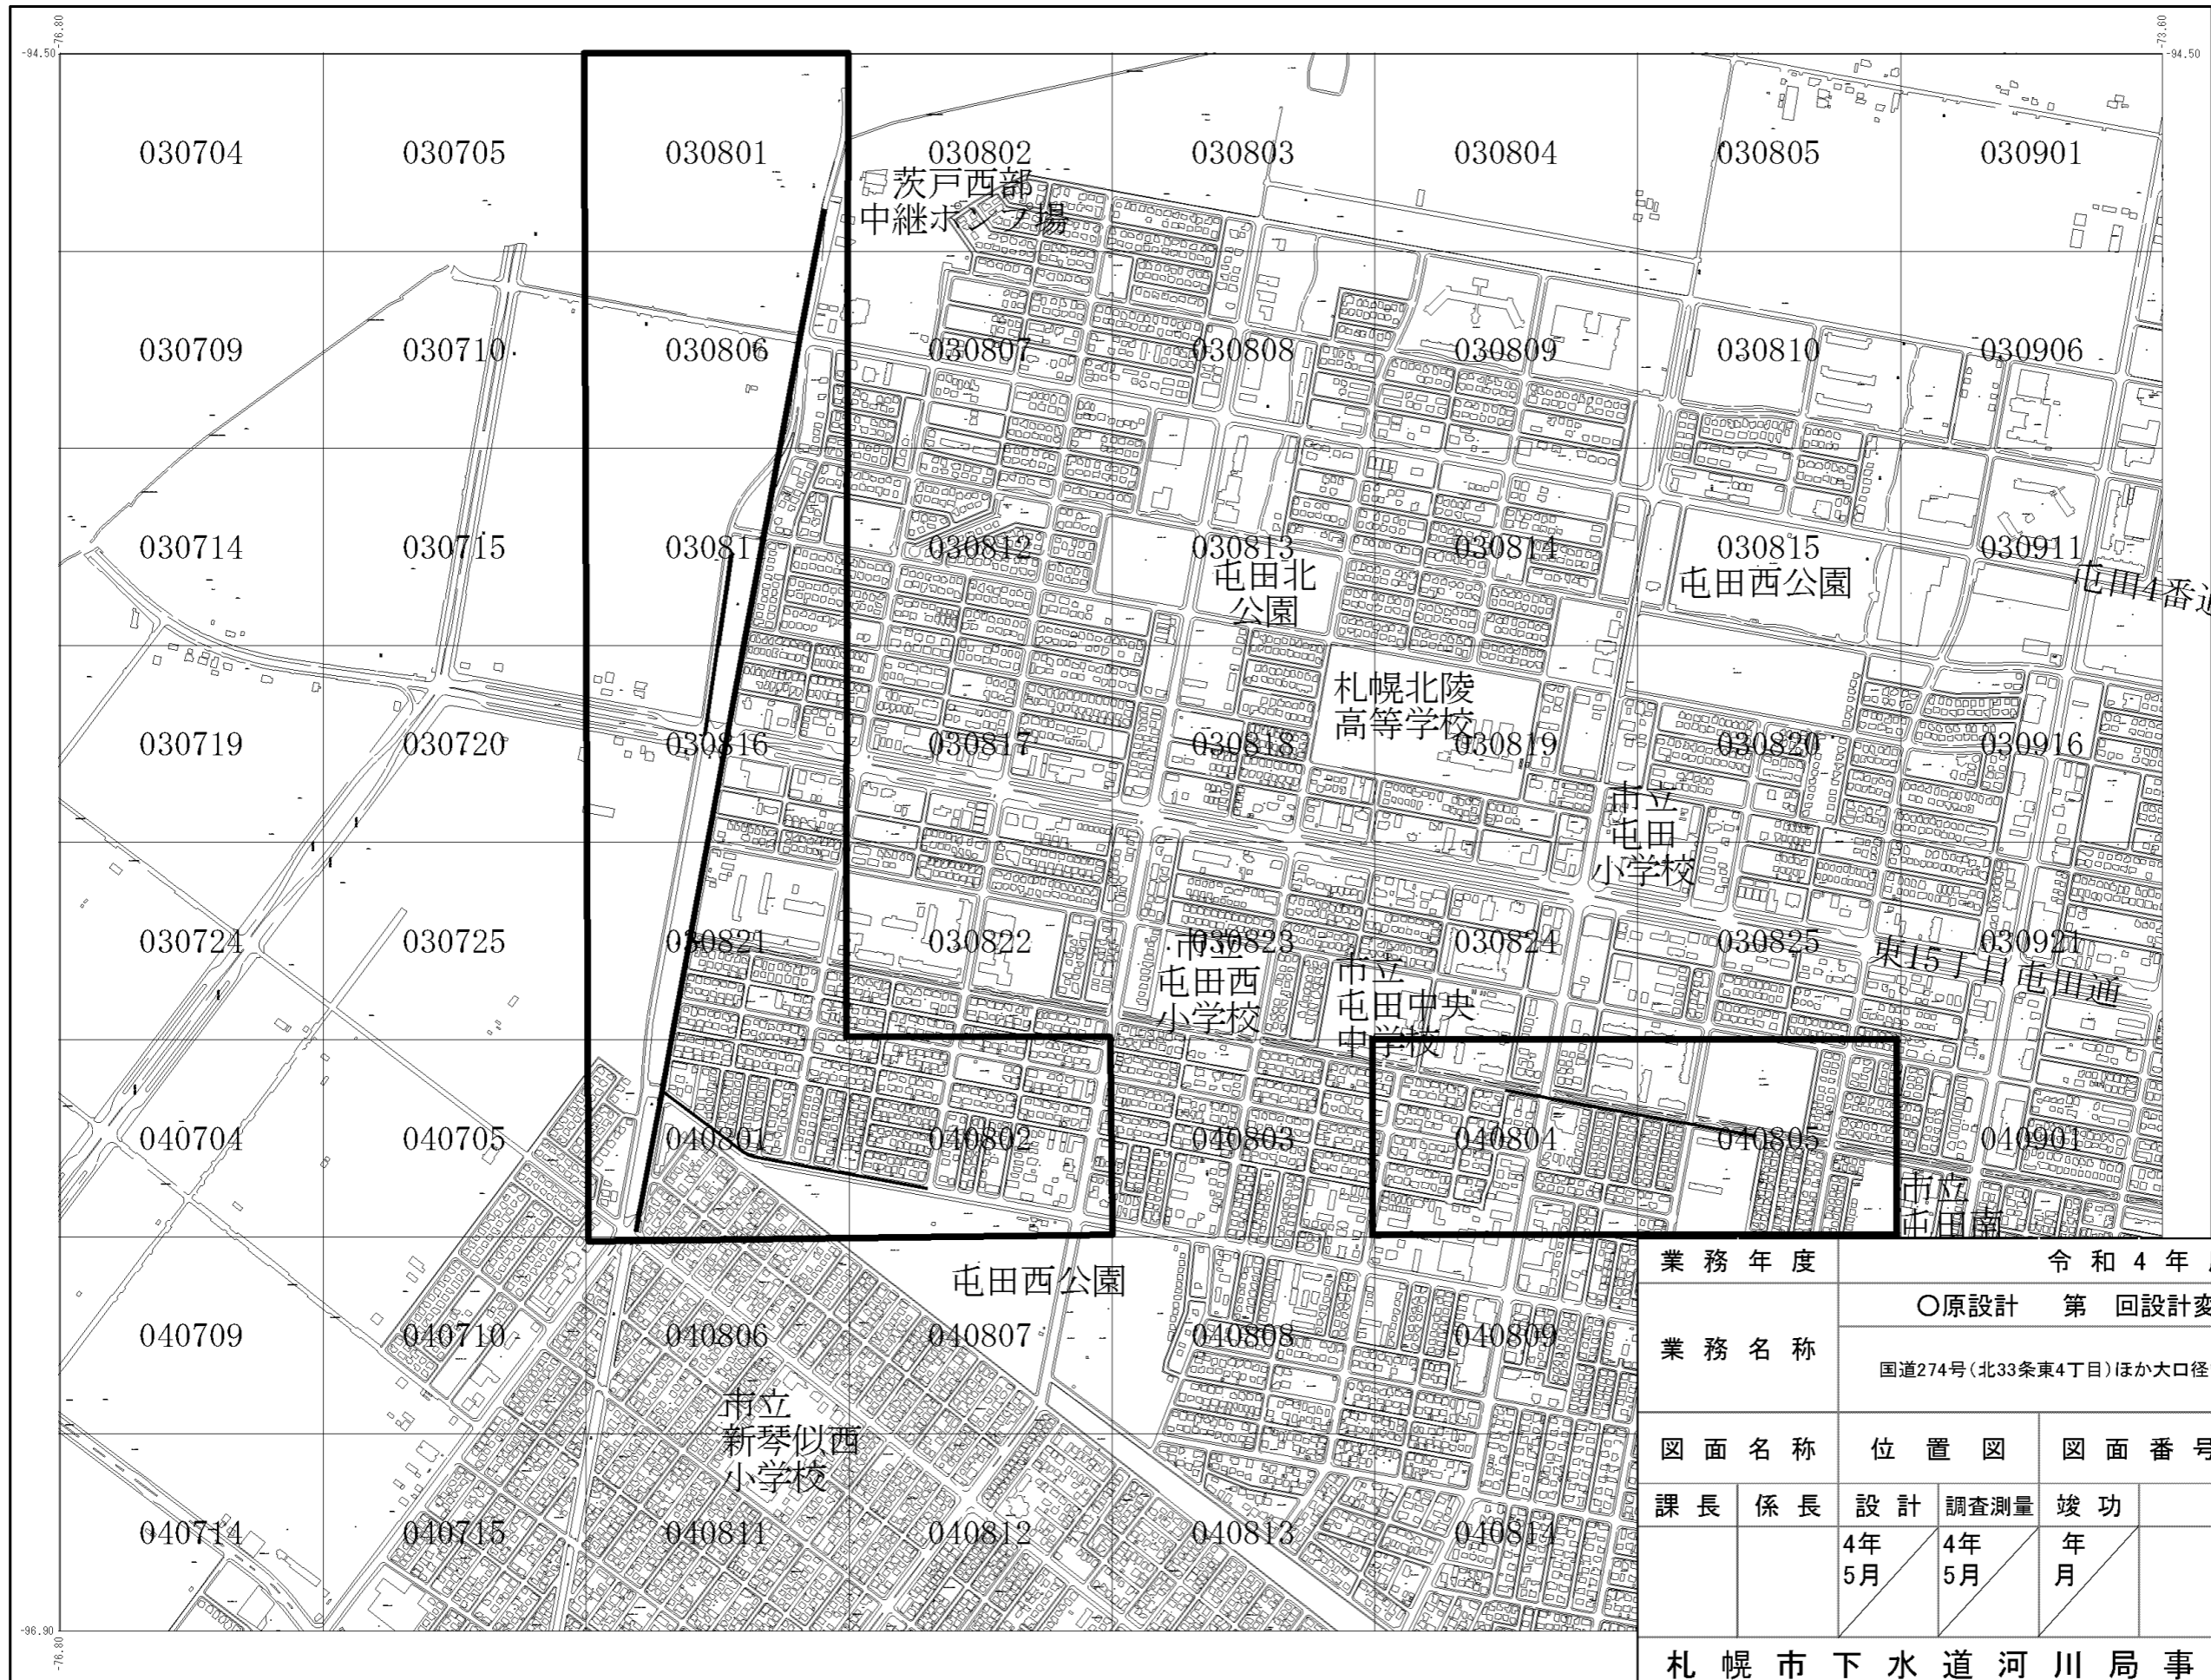 -76.80
-73.60
-94.50
-94.50
030704
030705
030801
030802
030803
030804
030805
030901
茨戸西部
中継ポンプ場
030709
030710
030806
030807
030808
030809
030810
030906
030714
030715
030811
030812
030813
030814
030815
030911
屯田北
公園
屯田西公園
屯田4番通
030719
030720
030816
030817
030818
030819
030820
030916
札幌北陵
高等学校
市立
屯田
小学校
030724
030725
030821
030822
030823
030824
030825
030921
市立
屯田西
小学校
市立
屯田中央
中学校
東15丁目屯田通
040704
040705
040801
040802
040803
040804
040805
040901
市立
屯田南
屯田西公園
040709
040710
040806
040807
040808
040809
市立
新琴似西
小学校
040714
040715
040811
040812
040813
040814
-96.90
-76.80
業務年度
令和4年
業務名称
〇原設計 第 回設計変
国道274号(北33条東4丁目)ほか大口径
図面名称
位置図
図面番号
課長
係長
設計
調査測量
竣功
4年
5月
4年
5月
年
月
札幌市下水道河川局事